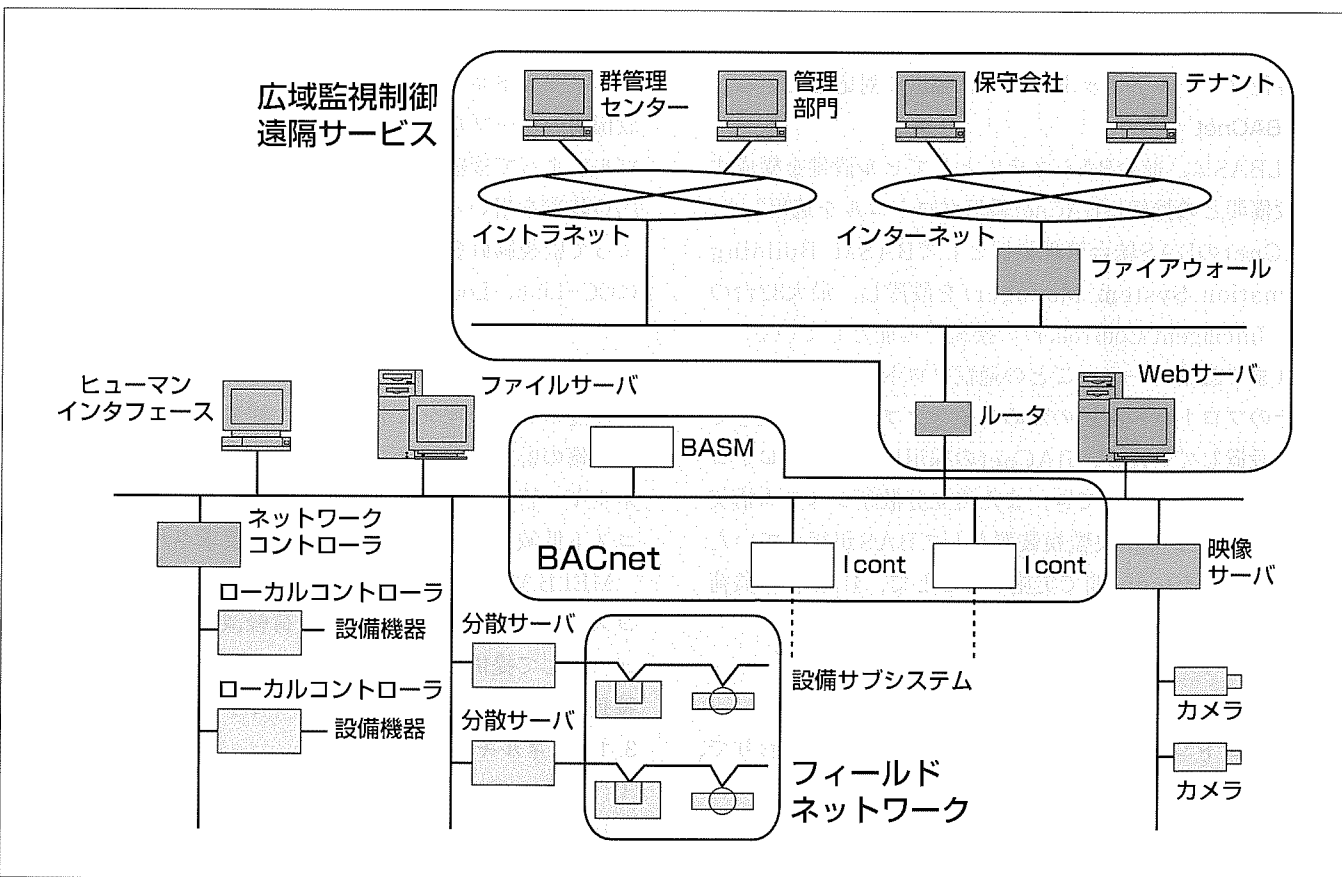 広域監視制御
遠隔サービス
群管理
センター
管理
部門
保守会社
テナント
イントラネット
インターネット
ファイアウォール
ヒューマン
インタフェース
ファイルサーバ
BASM
ルータ
Webサーバ
ネットワーク
コントローラ
BACnet
Icont
Icont
映像
サーバ
ローカルコントローラ
設備機器
分散サーバ
設備サブシステム
カメラ
ローカルコントローラ
設備機器
分散サーバ
フィールド
ネットワーク
カメラ